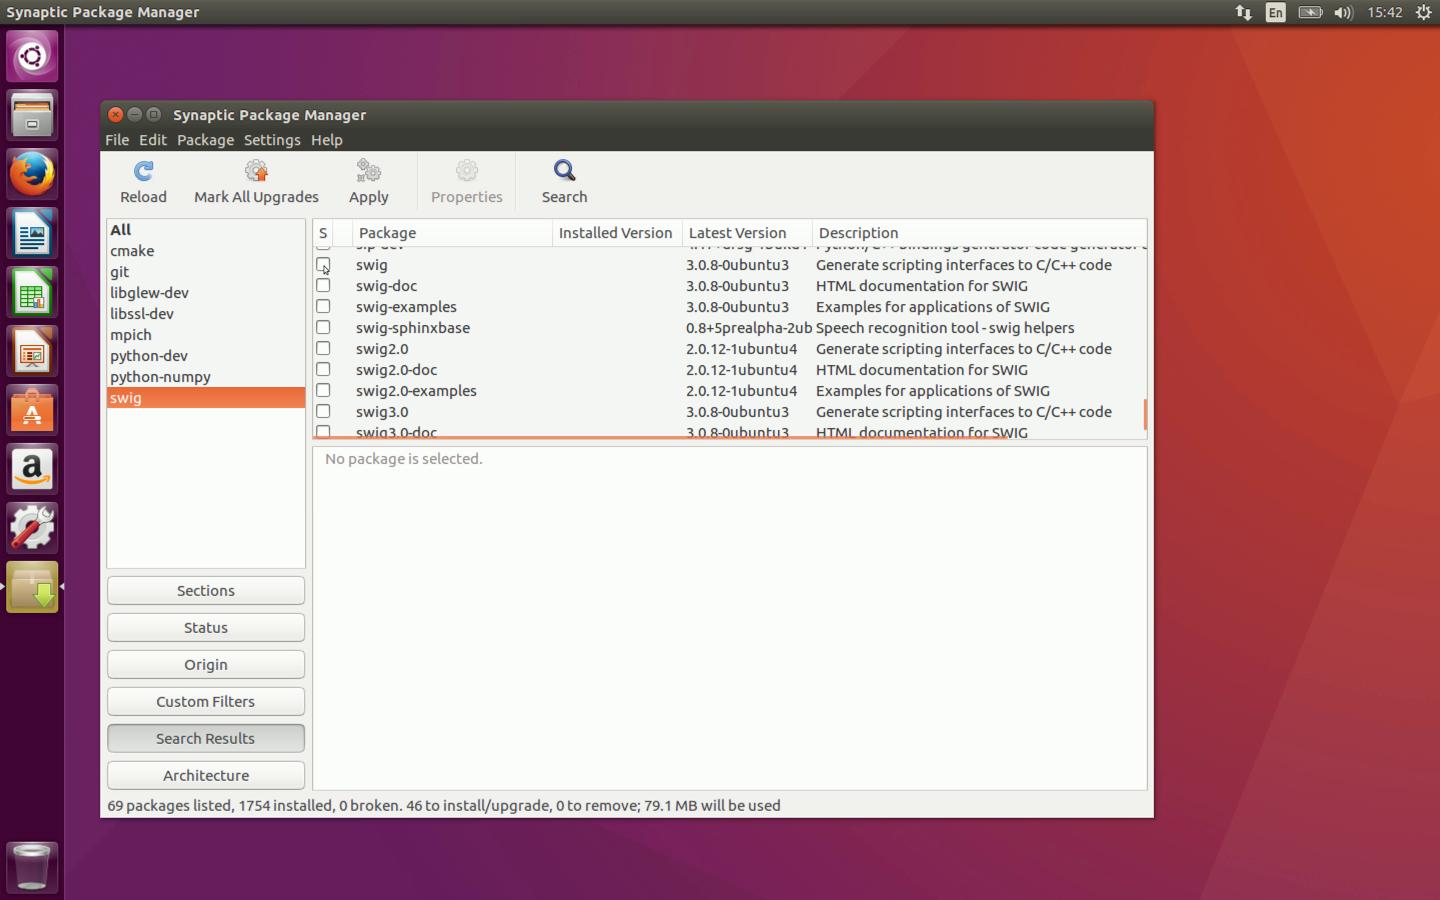 Synaptic Package Manager
En
15:42
Synaptic Package Manager
File Edit Package Settings Help
Reload
Mark All Upgrades
Apply
Properties
Search
All
cmake
git
libglew-dev
libssl-dev
mpich
python-dev
python-numpy
swig
Sections
Status
Origin
Custom Filters
Search Results
Architecture
S Package Installed Version Latest Version Description
swig 3.0.8-0ubuntu3 Generate scripting interfaces to C/C++ code
swig-doc 3.0.8-0ubuntu3 HTML documentation for SWIG
swig-examples 3.0.8-0ubuntu3 Examples for applications of SWIG
swig-sphinxbase 0.8+5prealpha-2ub Speech recognition tool - swig helpers
swig2.0 2.0.12-1ubuntu4 Generate scripting interfaces to C/C++ code
swig2.0-doc 2.0.12-1ubuntu4 HTML documentation for SWIG
swig2.0-examples 2.0.12-1ubuntu4 Examples for applications of SWIG
swig3.0 3.0.8-0ubuntu3 Generate scripting interfaces to C/C++ code
swig3.0-doc 3.0.8-0ubuntu3 HTML documentation for SWIG
No package is selected.
69 packages listed, 1754 installed, 0 broken. 46 to install/upgrade, 0 to remove; 79.1 MB will be used